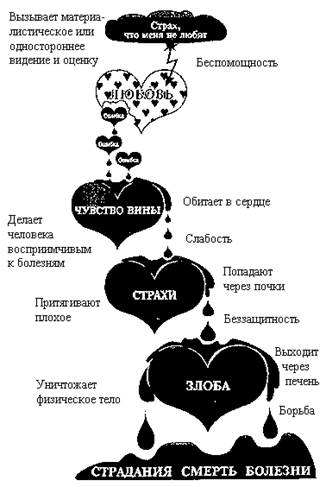 Вызывает материа-
листическое или
одностороннее
видение и оценку
Страх,
что меня не любят
Беспомощность
ЛЮБОВЬ
Ошибка
Ошибка
Ошибка
ЧУВСТВО ВИНЫ
Обитает в сердце
Делает
человека
восприимчивым
к болезням
Слабость
СТРАХИ
Попадают
через почки
Притягивают
плохое
Беззащитность
ЗЛОБА
Выходит
через
печень
Уничтожает
физическое тело
Борьба
СТРАДАНИЯ СМЕРТЬ БОЛЕЗНИ